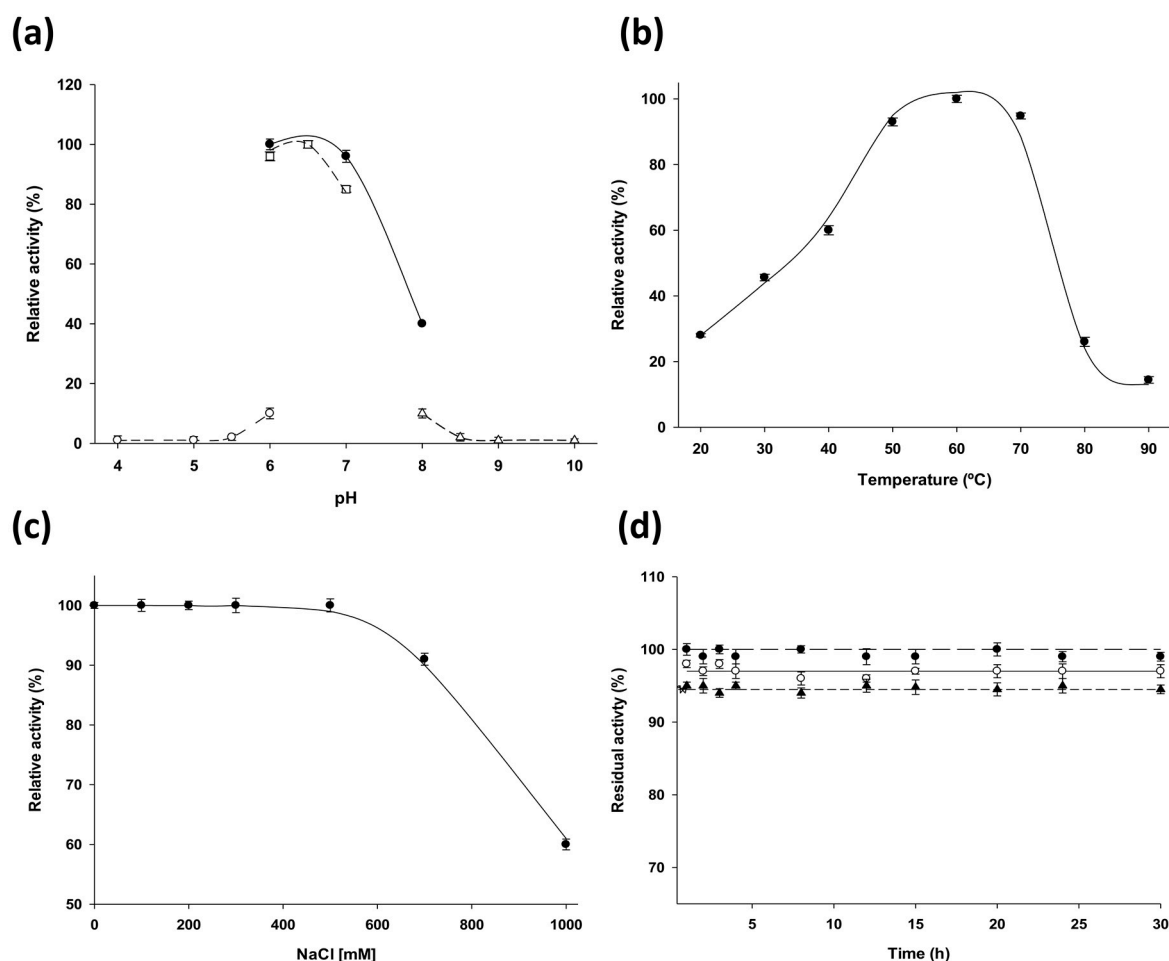 (a)
120
100
80
60
40
20
0
Relative activity (%)
4 5 6 7 8 9 10
pH
(b)
100
80
60
40
20
0
Relative activity (%)
20 30 40 50 60 70 80 90
Temperature (ºC)
(c)
100
90
80
70
60
50
Relative activity (%)
0 200 400 600 800 1000
NaCl [mM]
(d)
110
100
90
80
70
Residual activty (%)
5 10 15 20 25 30
Time (h)